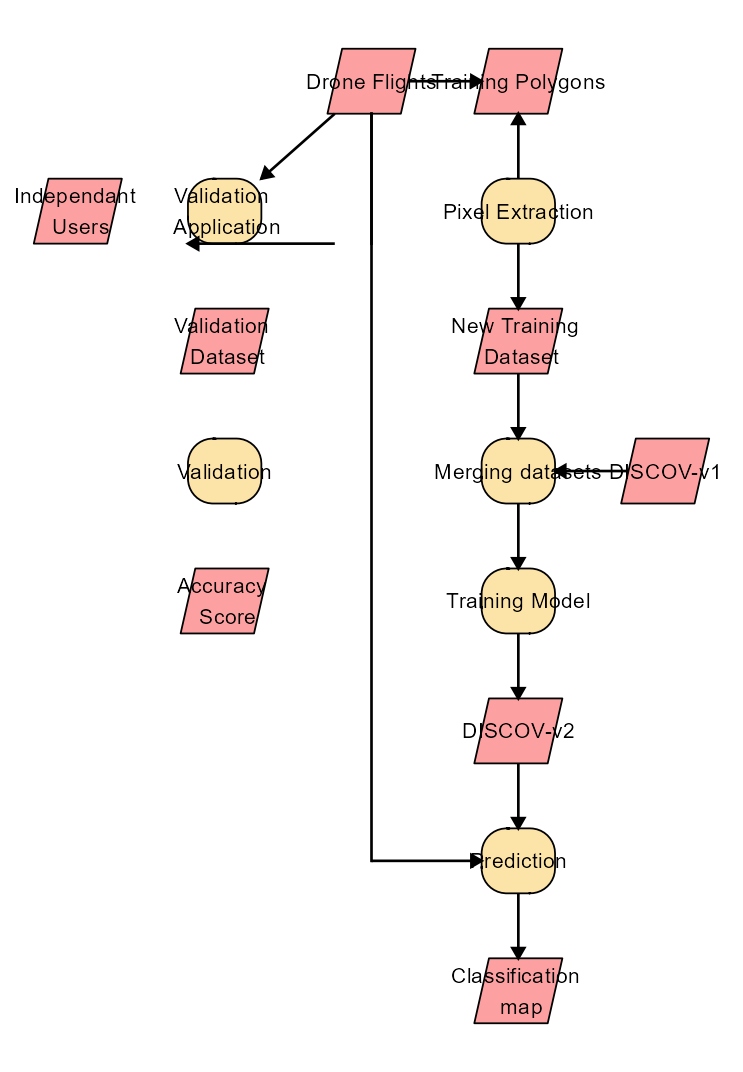 Drone Flights
Training Polygons
Independant
Users
Validation
Application
Pixel Extraction
Validation
Dataset
New Training
Dataset
Validation
Merging datasets
DISCOV-v1
Accuracy
Score
Training Model
DISCOV-v2
Prediction
Classification
map